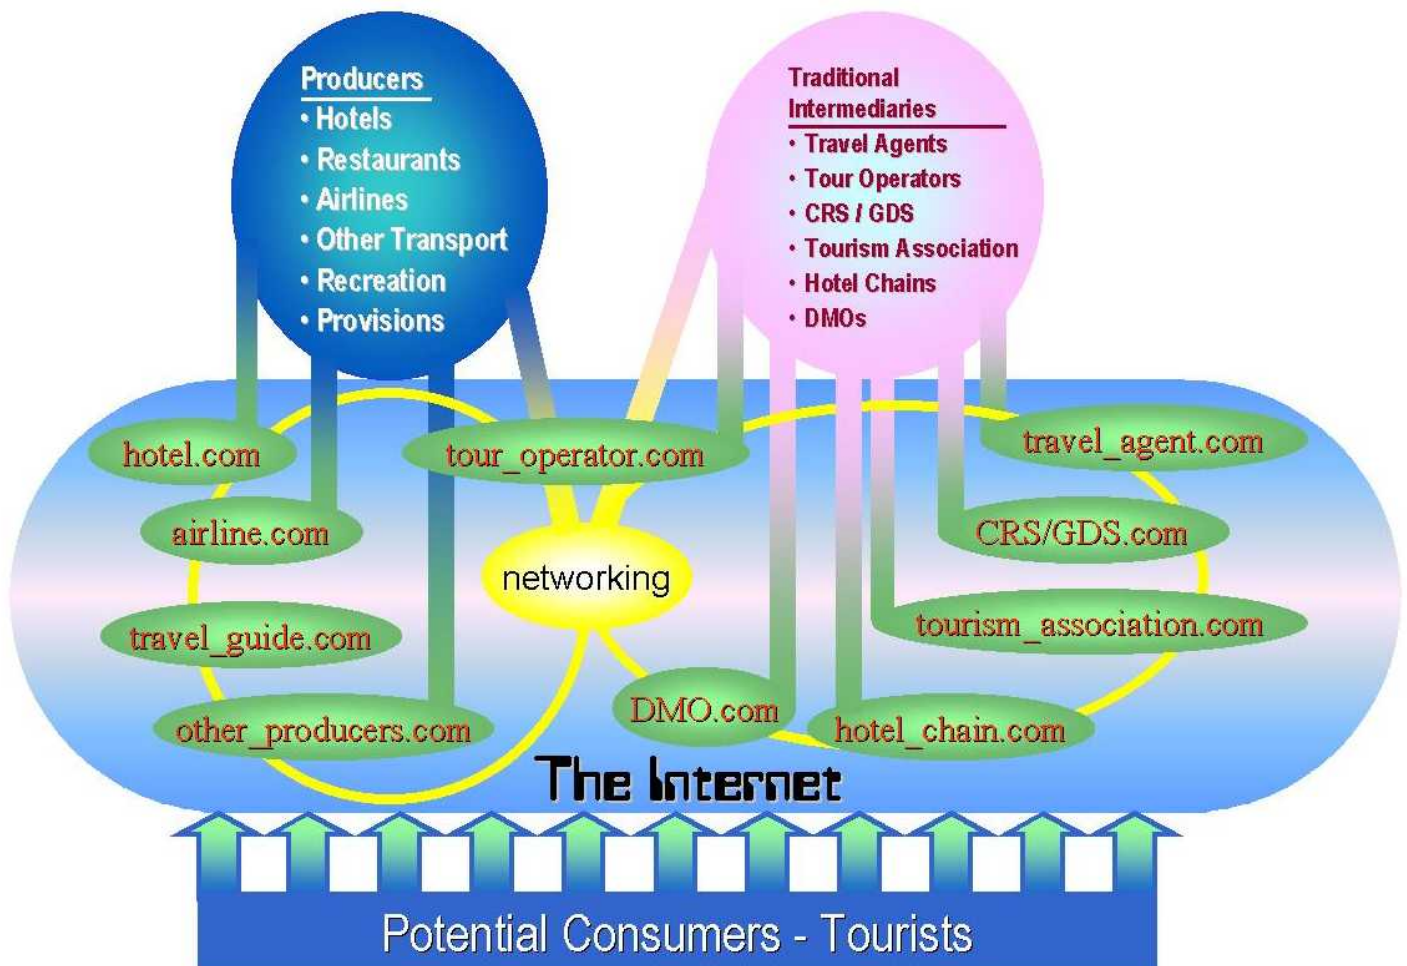 Producers
• Hotels
• Restaurants
• Airlines
• Other Transport
• Recreation
• Provisions
Traditional
Intermediaries
• Travel Agents
• Tour Operators
• CRS / GDS
• Tourism Association
• Hotel Chains
• DMOs
hotel.com
tour_operator.com
travel_agent.com
airline.com
CRS/GDS.com
networking
travel_guide.com
tourism_association.com
other_producers.com
DMO.com
hotel_chain.com
The Internet
Potential Consumers - Tourists